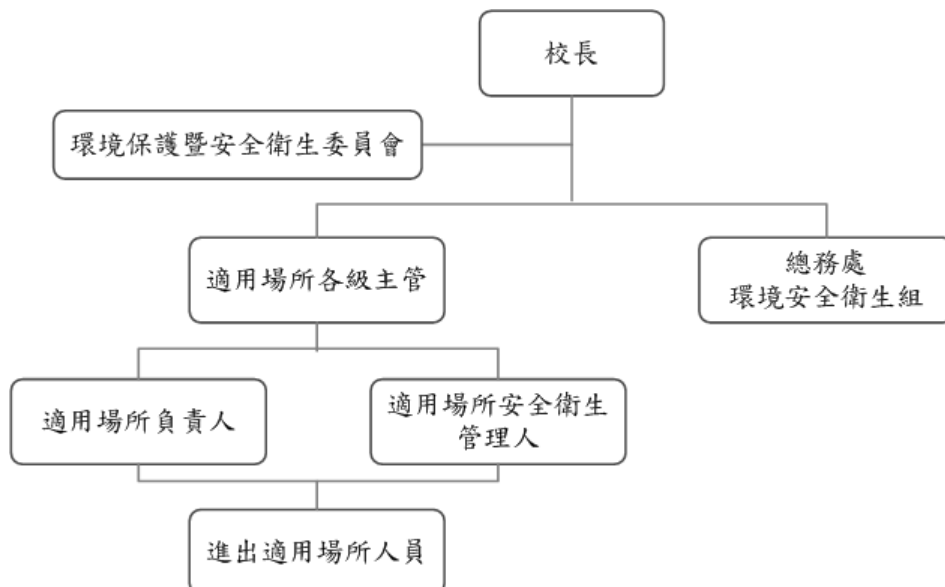 校長
環境保護暨安全衛生委員會
適用場所各級主管
總務處
環境安全衛生組
適用場所負責人
適用場所安全衛生
管理人
進出適用場所人員